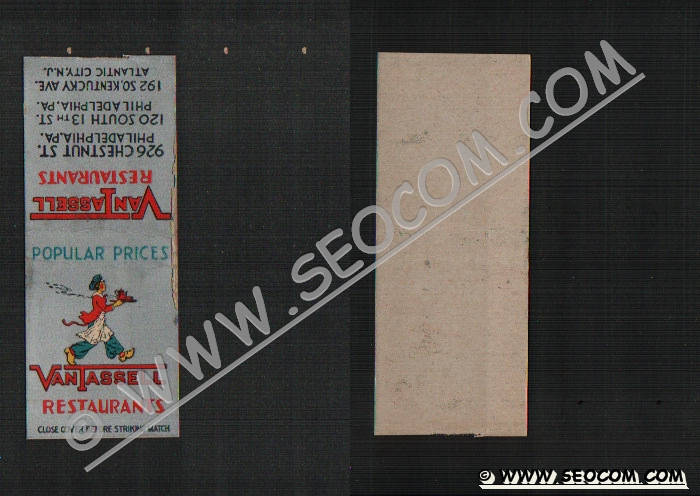 926 CHESTNUT ST.
PHILADELPHIA, PA.
120 SOUTH 13TH ST.
PHILADELPHIA, PA.
192 SO. KENTUCKY AVE.
ATLANTIC CITY, N.J.
VANTASSELL
RESTAURANTS
POPULAR PRICES
VANTASSELL
RESTAURANTS
CLOSE COVER BEFORE STRIKING MATCH
© WWW.SEOCOM.COM
© WWW.SEOCOM.COM